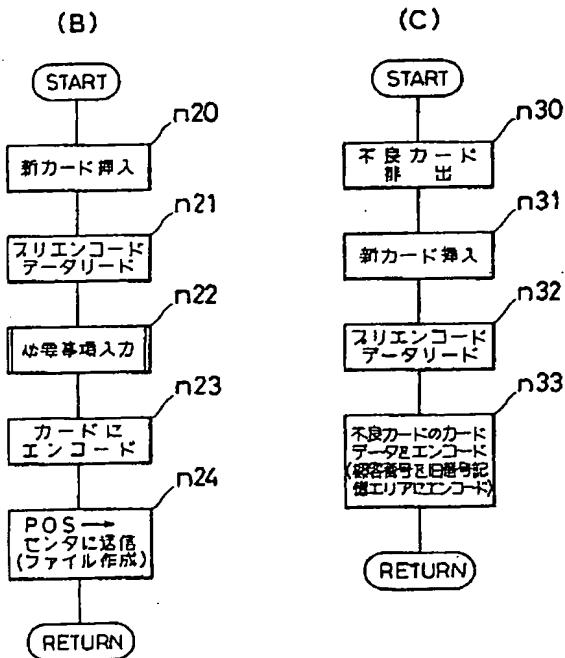 (B)
START
n20
新カード挿入
n21
プリエンコード
データリード
n22
必要事項入力
n23
カードに
エンコード
n24
POS→
センタに送信
(ファイル作成)
RETURN
(C)
START
n30
不良カード
排出
n31
新カード挿入
n32
プリエンコード
データリード
n33
不良カードのカード
データをエンコード
(顧客番号を旧番号記
憶エリアにエンコード)
RETURN